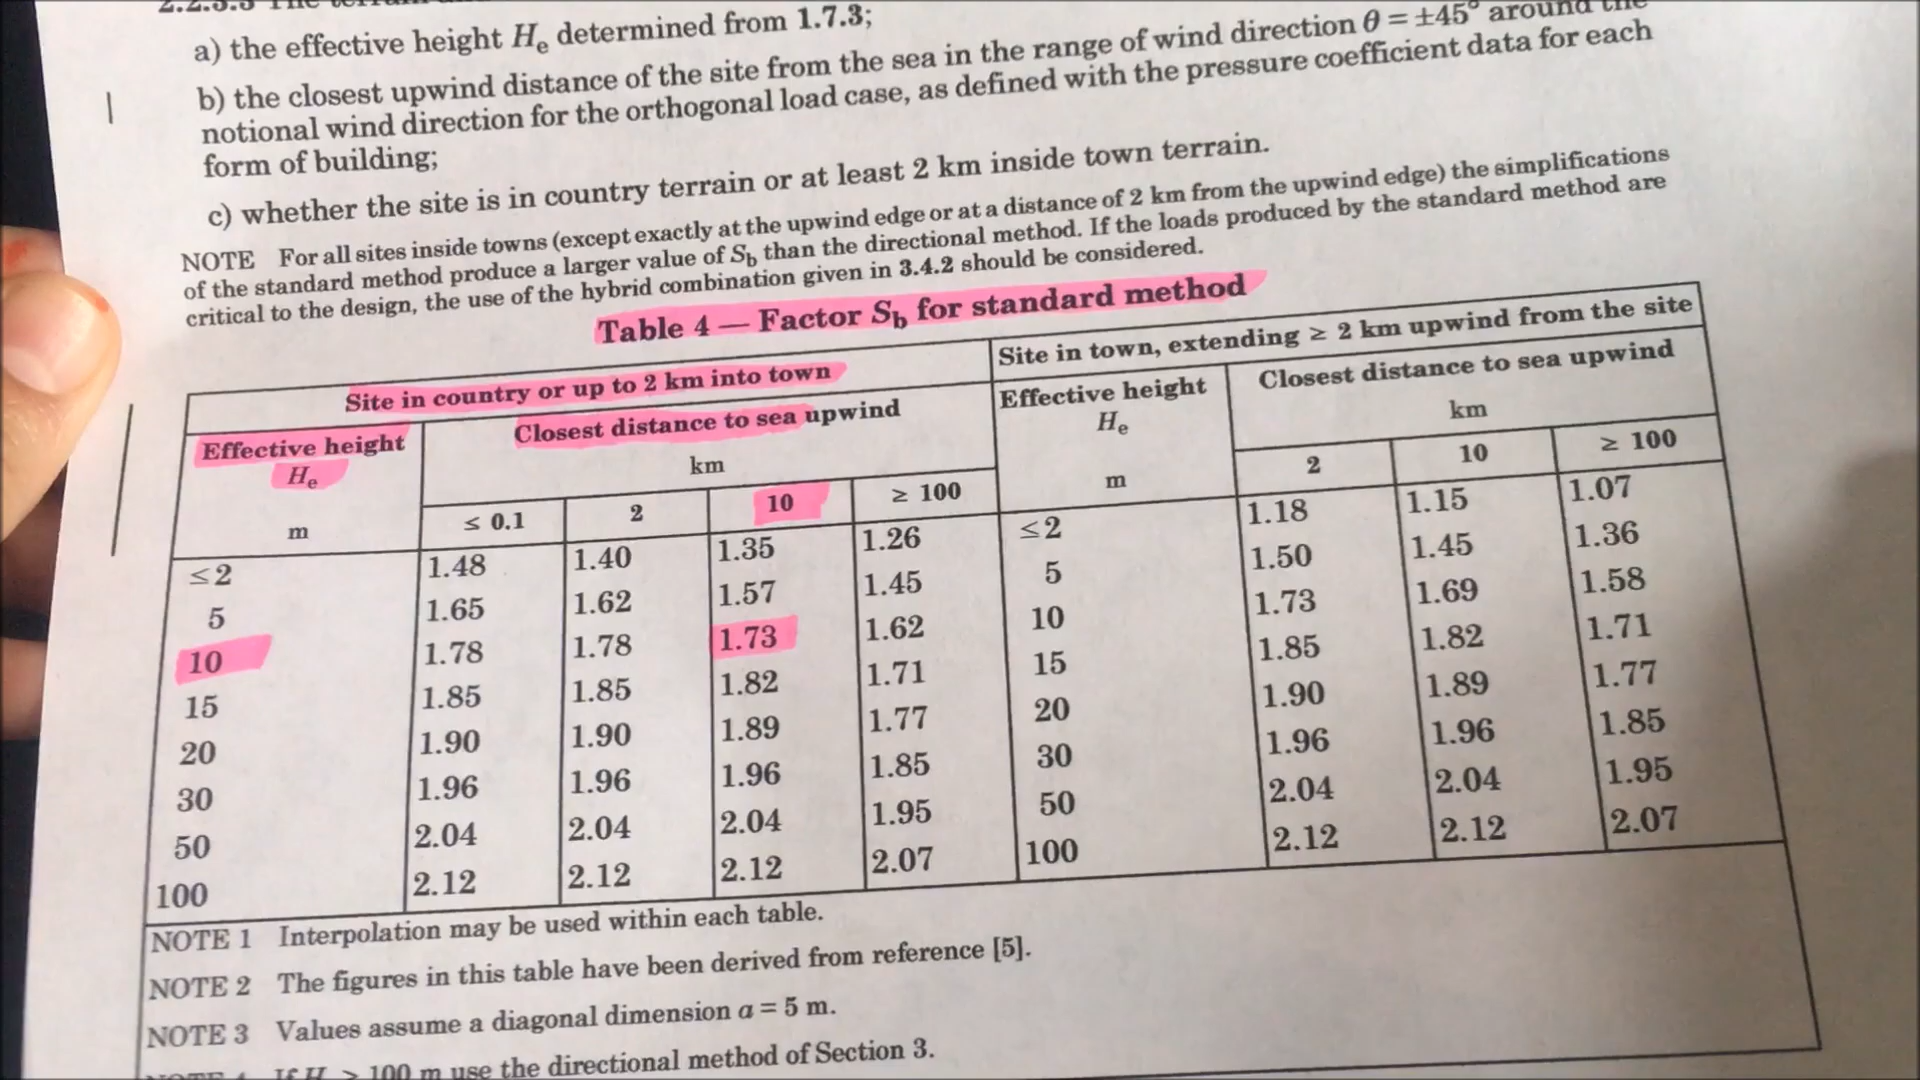 2.2.3.3 The terrain and
a) the effective height He determined from 1.7.3;
b) the closest upwind distance of the site from the sea in the range of wind direction θ = ±45° around the
notional wind direction for the orthogonal load case, as defined with the pressure coefficient data for each
form of building;
c) whether the site is in country terrain or at least 2 km inside town terrain.
NOTE For all sites inside towns (except exactly at the upwind edge or at a distance of 2 km from the upwind edge) the simplifications
of the standard method produce a larger value of Sb than the directional method. If the loads produced by the standard method are
critical to the design, the use of the hybrid combination given in 3.4.2 should be considered.
Table 4 — Factor Sb for standard method
Site in country or up to 2 km into town Site in town, extending ≥ 2 km upwind from the site
Effective height Closest distance to sea upwind Effective height Closest distance to sea upwind
He km He km
m ≤ 0.1 2 10 ≥ 100 m 2 10 ≥ 100
≤2 1.48 1.40 1.35 1.26 ≤2 1.18 1.15 1.07
5 1.65 1.62 1.57 1.45 5 1.50 1.45 1.36
10 1.78 1.78 1.73 1.62 10 1.73 1.69 1.58
15 1.85 1.85 1.82 1.71 15 1.85 1.82 1.71
20 1.90 1.90 1.89 1.77 20 1.90 1.89 1.77
30 1.96 1.96 1.96 1.85 30 1.96 1.96 1.85
50 2.04 2.04 2.04 1.95 50 2.04 2.04 1.95
100 2.12 2.12 2.12 2.07 100 2.12 2.12 2.07
NOTE 1 Interpolation may be used within each table.
NOTE 2 The figures in this table have been derived from reference [5].
NOTE 3 Values assume a diagonal dimension a = 5 m.
NOTE 4 If H > 100 m use the directional method of Section 3.